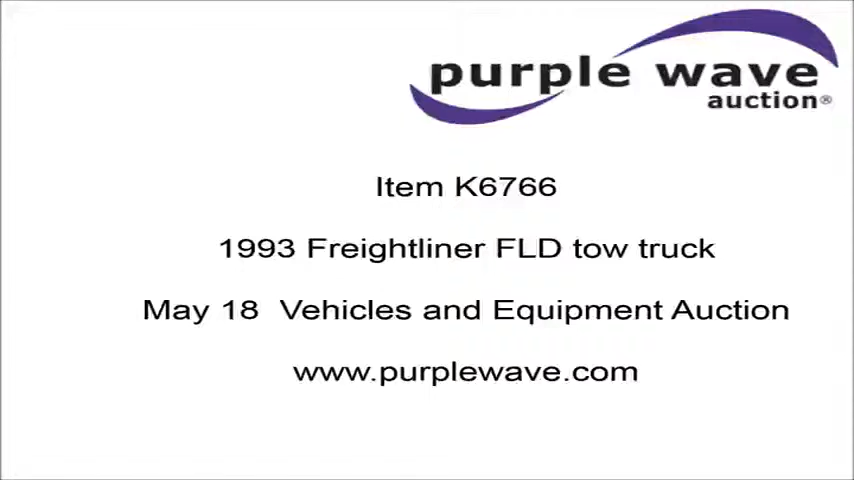 purple wave
auction®
Item K6766
1993 Freightliner FLD tow truck
May 18  Vehicles and Equipment Auction
www.purplewave.com